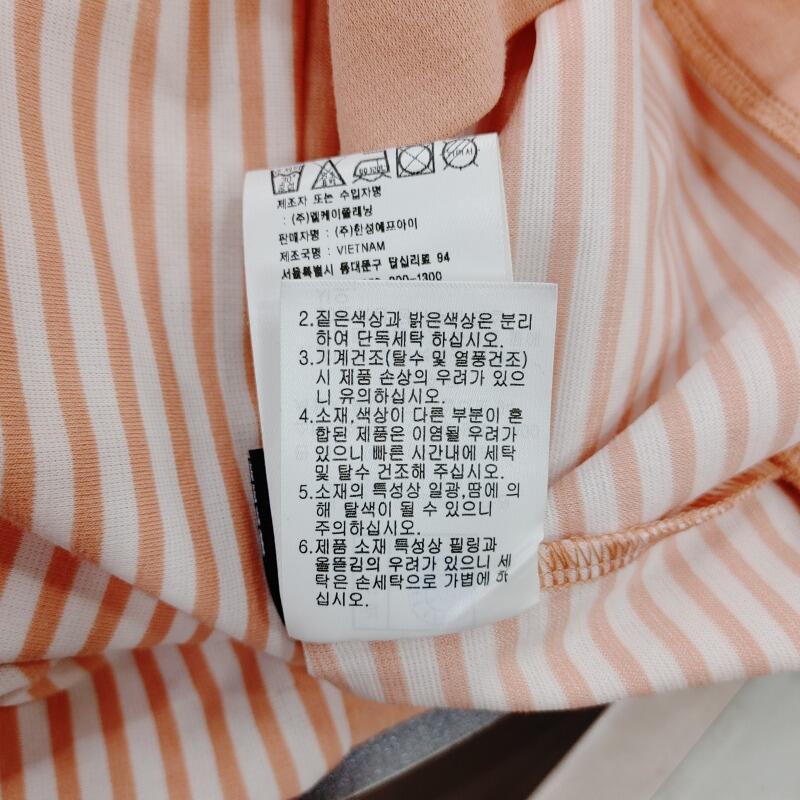 제조자 또는 수입자명
: (주)엘케이플래닝
판매자명 : (주)한성에프아이
제조국명 : VIETNAM
서울특별시 동대문구 답십리로 94
-1300
2.짙은색상과 밝은색상은 분리
하여 단독세탁 하십시오.
3.기계건조(탈수 및 열풍건조)
시 제품 손상의 우려가 있으
니 유의하십시오.
4.소재,색상이 다른 부분이 혼
합된 제품은 이염될 우려가
있으니 빠른 시간내에 세탁
및 탈수 건조해 주십시오.
5.소재의 특성상 일광,땀에 의
해 탈색이 될 수 있으니
주의하십시오.
6.제품 소재 특성상 필링과
올뜯김의 우려가 있으니 세
탁은 손세탁으로 가볍에 하
십시오.